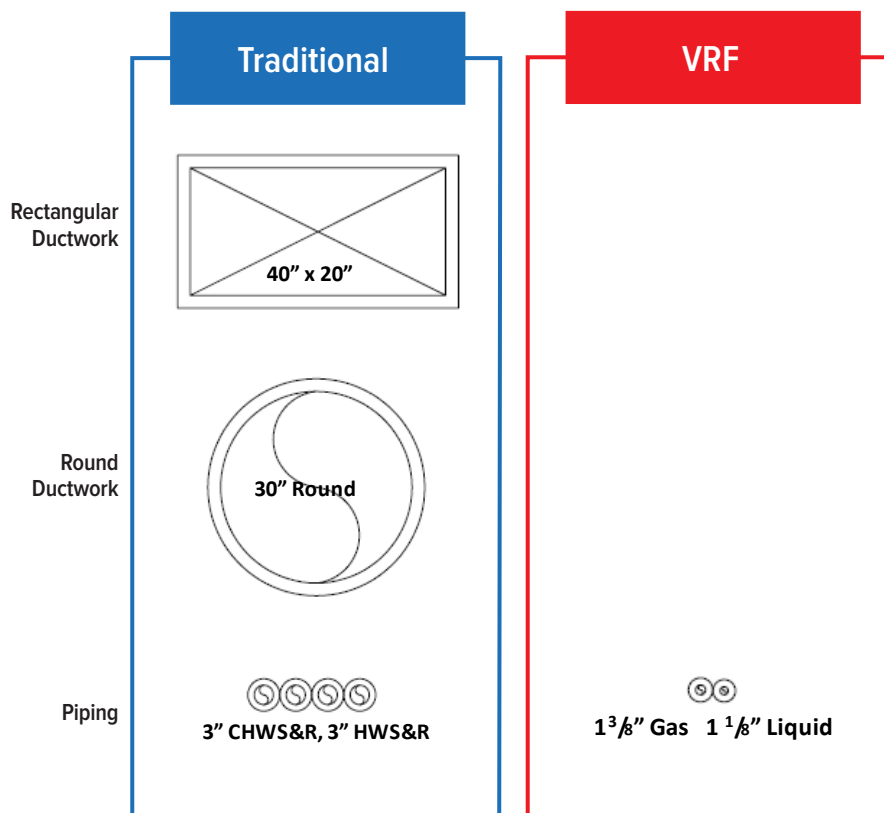 Traditional
VRF
Rectangular
Ductwork
40” x 20”
Round
Ductwork
30” Round
Piping
3” CHWS&R, 3” HWS&R
1 3/8” Gas 1 1/8” Liquid